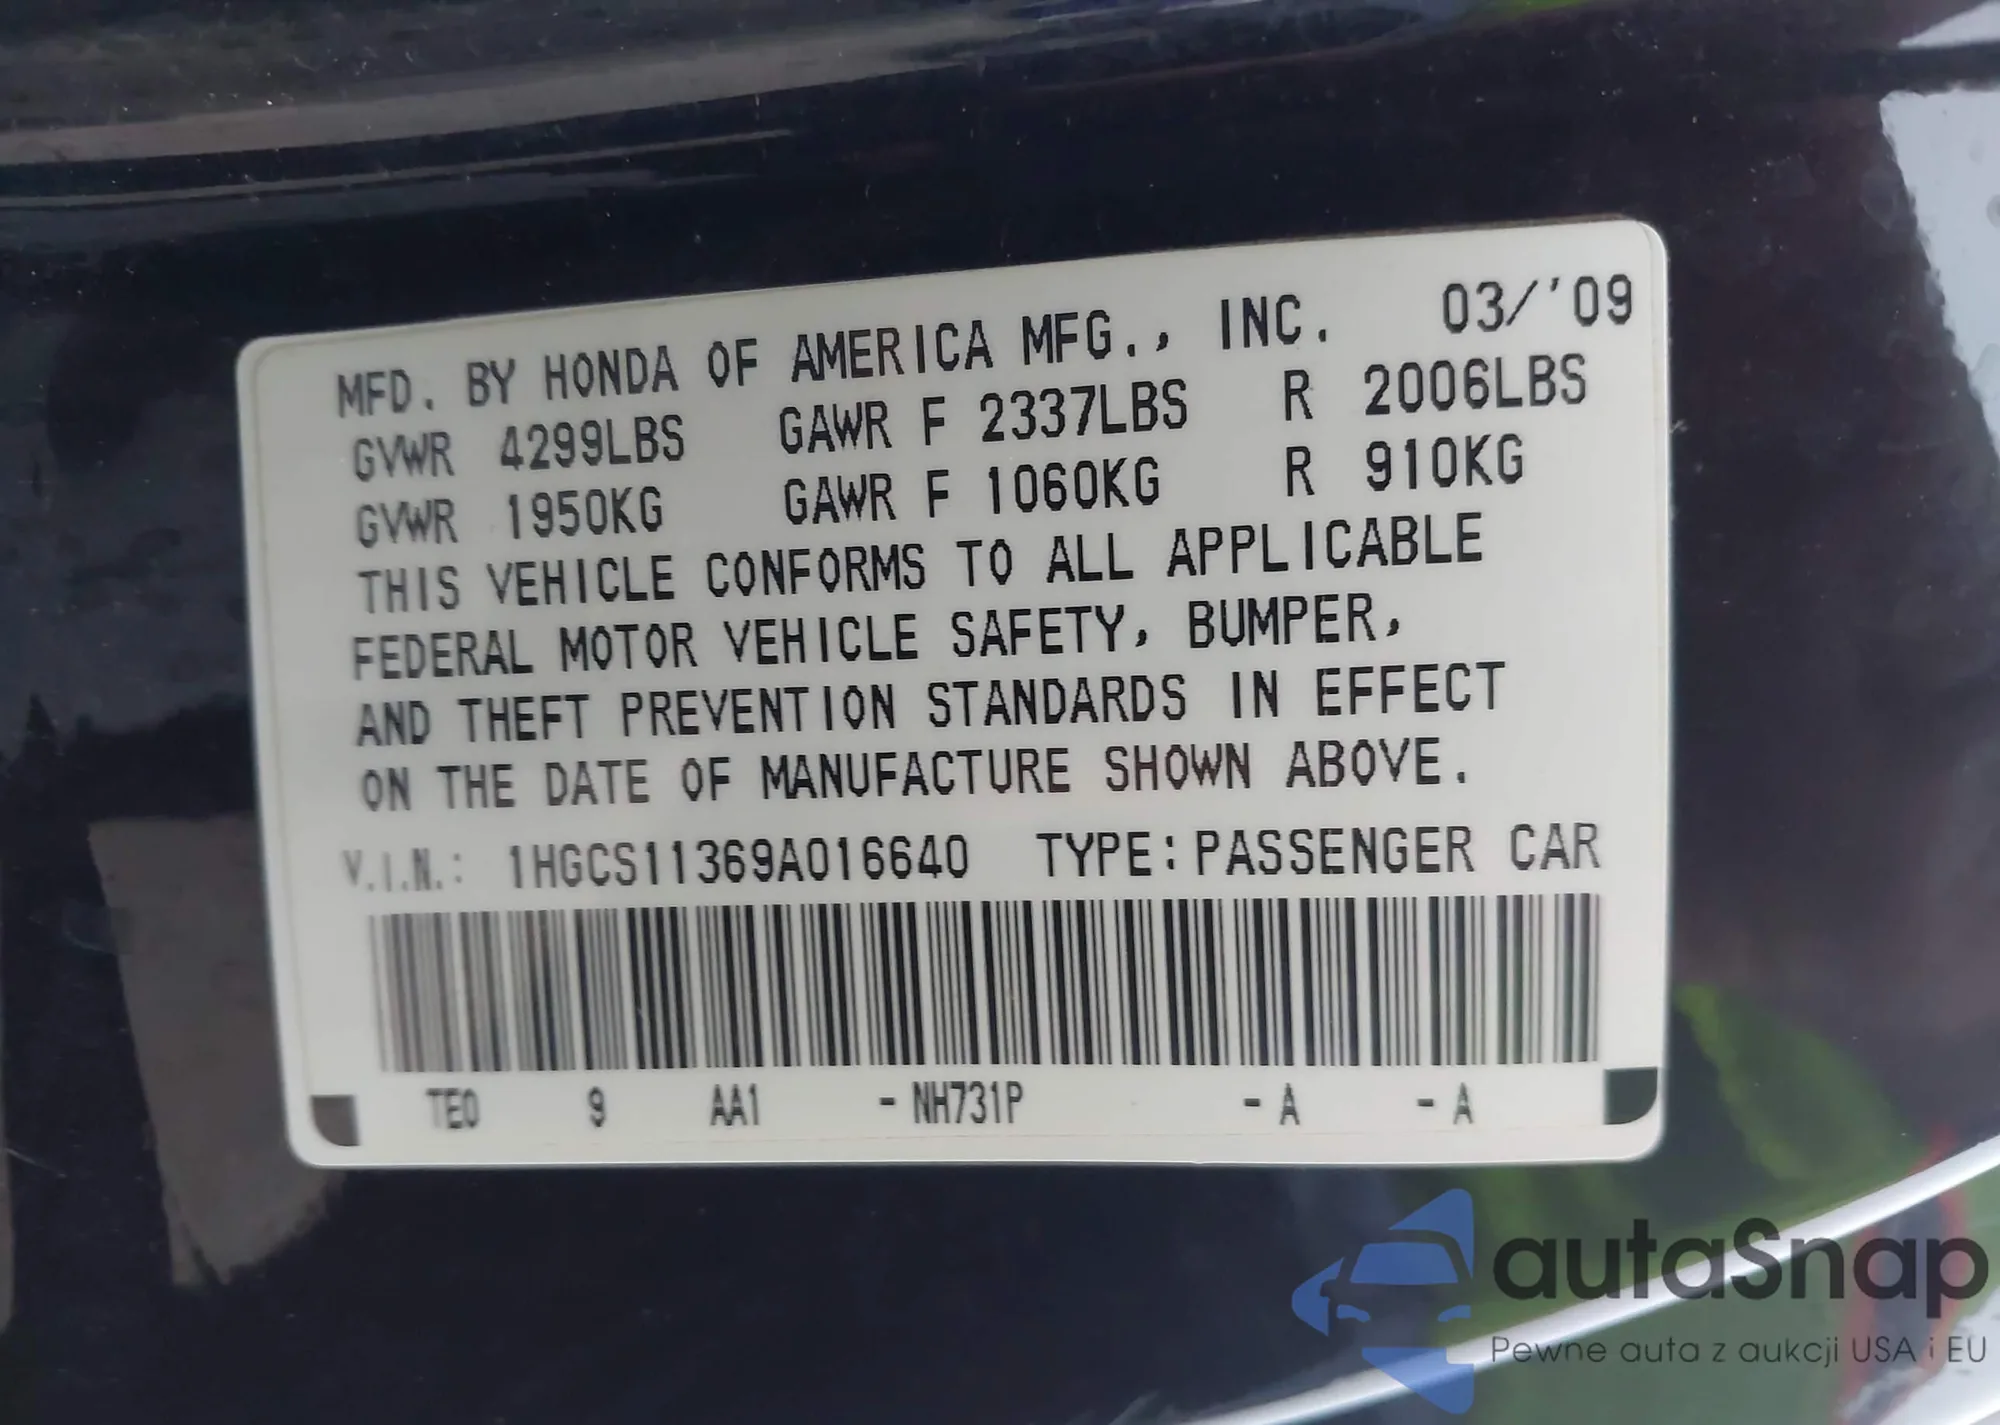 MFD. BY HONDA OF AMERICA MFG., INC. 03/'09
GVWR 4299LBS GAWR F 2337LBS R 2006LBS
GVWR 1950KG GAWR F 1060KG R 910KG
THIS VEHICLE CONFORMS TO ALL APPLICABLE
FEDERAL MOTOR VEHICLE SAFETY, BUMPER,
AND THEFT PREVENTION STANDARDS IN EFFECT
ON THE DATE OF MANUFACTURE SHOWN ABOVE.
V.I.N.: 1HGCS11369A016640 TYPE:PASSENGER CAR
TE0 9 AA1 - NH731P - A - A
autaSnap
Pewne auta z aukcji USA i EU